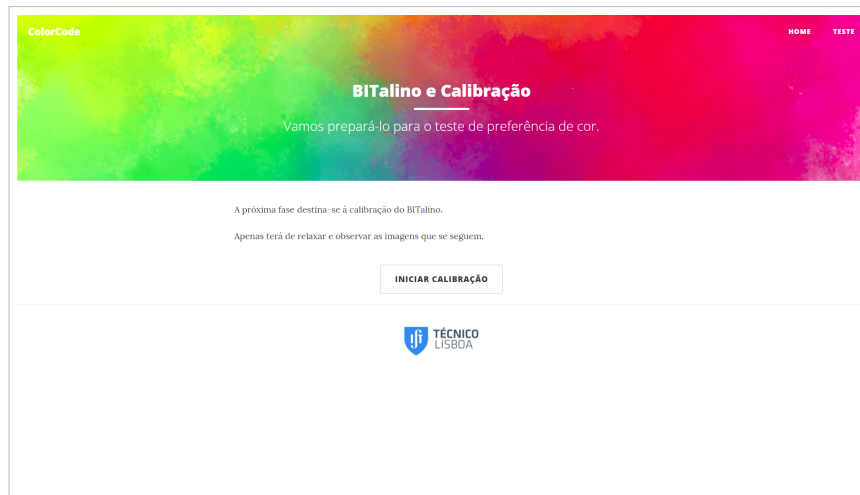 ColorCode
HOME TESTE
BITalino e Calibração
Vamos prepará-lo para o teste de preferência de cor.
A próxima fase destina-se à calibração do BITalino.
Apenas terá de relaxar e observar as imagens que se seguem.
INICIAR CALIBRAÇÃO
TÉCNICO
LISBOA